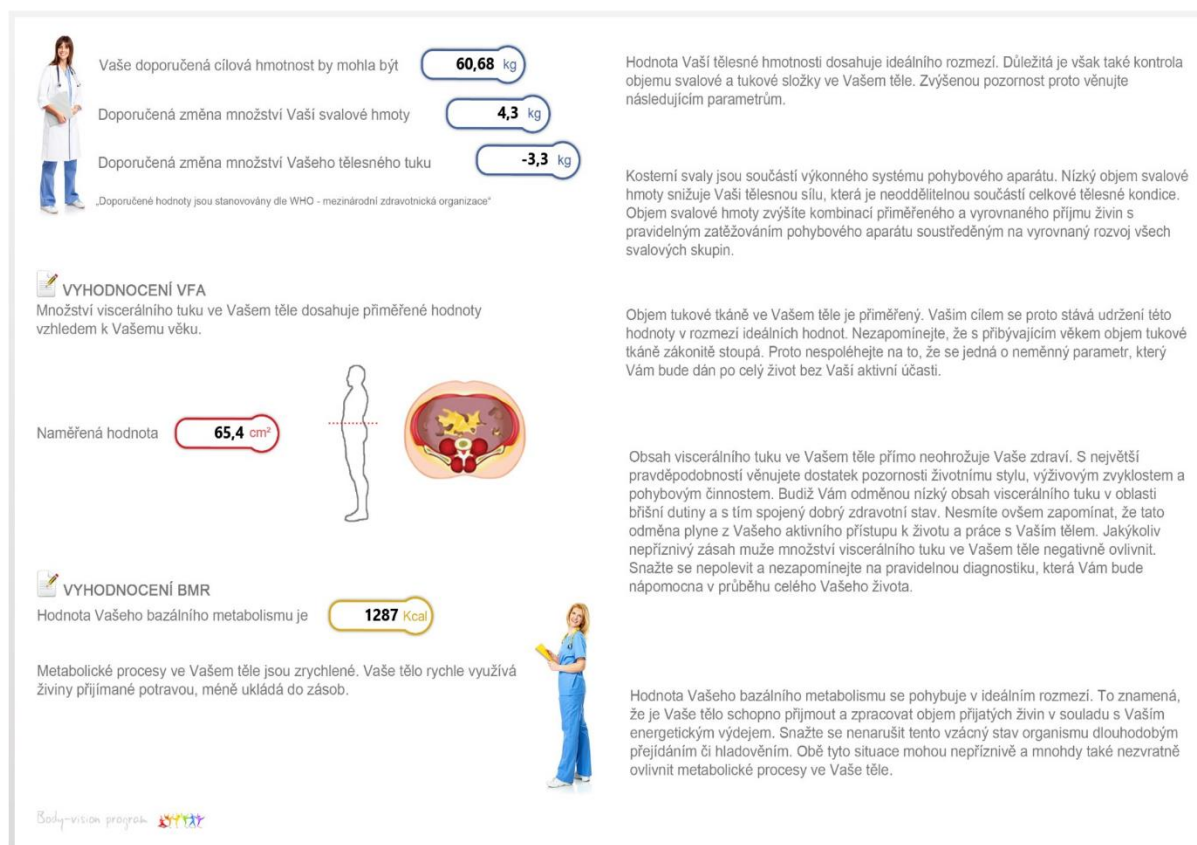 Vaše doporučená cílová hmotnost by mohla být 60,68 kg
Doporučená změna množství Vaší svalové hmoty 4,3 kg
Doporučená změna množství Vašeho tělesného tuku -3,3 kg
„Doporučené hodnoty jsou stanovovány dle WHO - mezinárodní zdravotnická organizace“
VYHODNOCENÍ VFA
Množství viscerálního tuku ve Vašem těle dosahuje přiměřené hodnoty
vzhledem k Vašemu věku.
Naměřená hodnota 65,4 cm²
VYHODNOCENÍ BMR
Hodnota Vašeho bazálního metabolismu je 1287 Kcal
Metabolické procesy ve Vašem těle jsou zrychlené. Vaše tělo rychle využívá
živiny přijímané potravou, méně ukládá do zásob.
Body-vision program
Hodnota Vaší tělesné hmotnosti dosahuje ideálního rozmezí. Důležitá je však také kontrola
objemu svalové a tukové složky ve Vašem těle. Zvýšenou pozornost proto věnujte
následujícím parametrům.
Kosterní svaly jsou součástí výkonného systému pohybového aparátu. Nízký objem svalové
hmoty snižuje Vaši tělesnou sílu, která je neoddělitelnou součástí celkové tělesné kondice.
Objem svalové hmoty zvýšíte kombinací přiměřeného a vyrovnaného příjmu živin s
pravidelným zatěžováním pohybového aparátu soustředěným na vyrovnaný rozvoj všech
svalových skupin.
Objem tukové tkáně ve Vašem těle je přiměřený. Vašim cílem se proto stává udržení této
hodnoty v rozmezí ideálních hodnot. Nezapomínejte, že s přibývajícím věkem objem tukové
tkáně zákonitě stoupá. Proto nespoléhejte na to, že se jedná o neměnný parametr, který
Vám bude dán po celý život bez Vaší aktivní účasti.
Obsah viscerálního tuku ve Vašem těle přímo neohrožuje Vaše zdraví. S největší
pravděpodobností věnujete dostatek pozornosti životnímu stylu, výživovým zvyklostem a
pohybovým činnostem. Budiž Vám odměnou nízký obsah viscerálního tuku v oblasti
břišní dutiny a s tím spojený dobrý zdravotní stav. Nesmíte ovšem zapomínat, že tato
odměna plyne z Vašeho aktivního přístupu k životu a práce s Vaším tělem. Jakýkoliv
nepříznivý zásah muže množství viscerálního tuku ve Vašem těle negativně ovlivnit.
Snažte se nepolevit a nezapomínejte na pravidelnou diagnostiku, která Vám bude
nápomocna v průběhu celého Vašeho života.
Hodnota Vašeho bazálního metabolismu se pohybuje v ideálním rozmezí. To znamená,
že je Vaše tělo schopno přijmout a zpracovat objem přijatých živin v souladu s Vaším
energetickým výdejem. Snažte se nenarušit tento vzácný stav organismu dlouhodobým
přejídáním či hladověním. Obě tyto situace mohou nepříznivě a mnohdy také nezvratně
ovlivnit metabolické procesy ve Vaše těle.